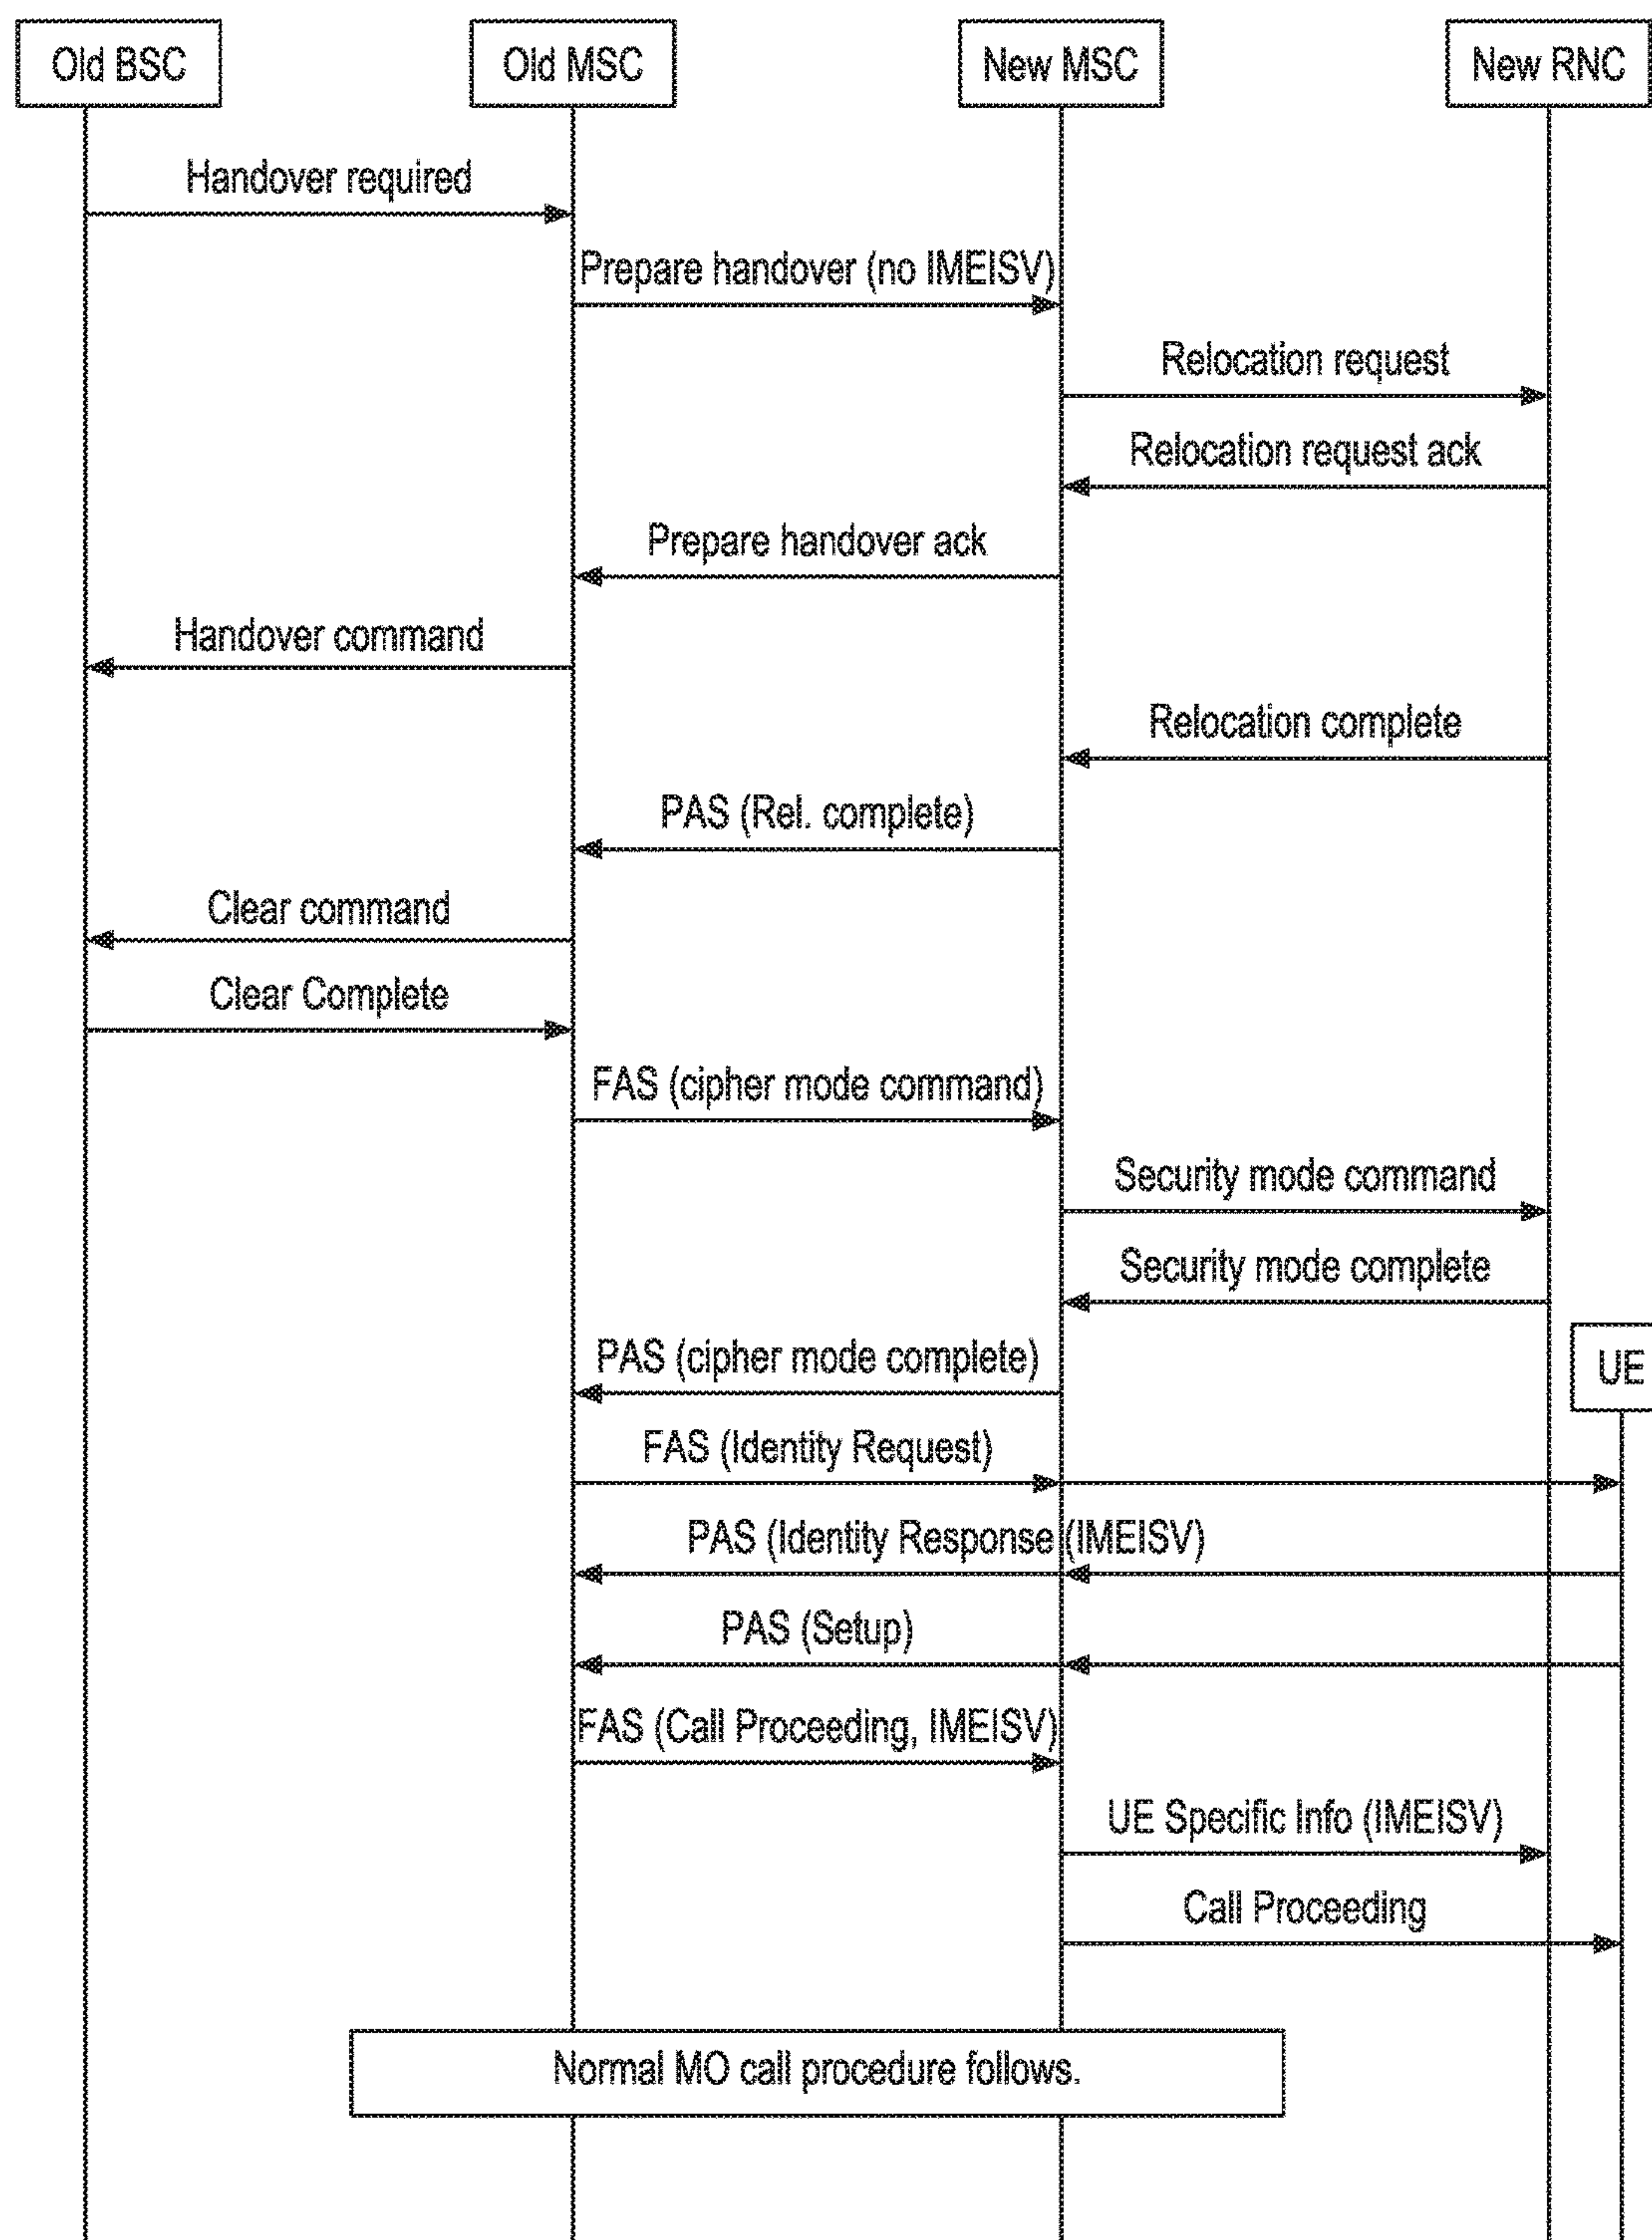 Old BSC
Old MSC
New MSC
New RNC
Handover required
Prepare handover (no IMEISV)
Relocation request
Relocation request ack
Prepare handover ack
Handover command
Relocation complete
PAS (Rel. complete)
Clear command
Clear Complete
FAS (cipher mode command)
Security mode command
Security mode complete
PAS (cipher mode complete)
UE
FAS (Identity Request)
PAS (Identity Response (IMEISV)
PAS (Setup)
FAS (Call Proceeding, IMEISV)
UE Specific Info (IMEISV)
Call Proceeding
Normal MO call procedure follows.